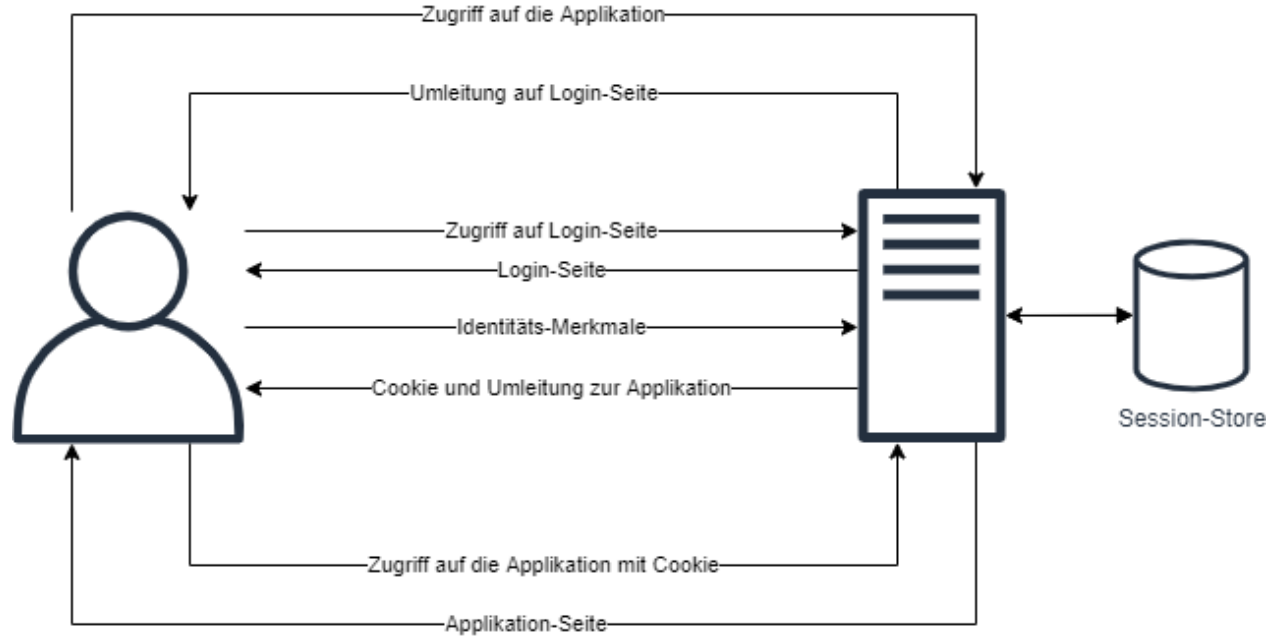 Zugriff auf die Applikation
Umleitung auf Login-Seite
Zugriff auf Login-Seite
Login-Seite
Identitäts-Merkmale
Cookie und Umleitung zur Applikation
Session-Store
Zugriff auf die Applikation mit Cookie
Applikation-Seite